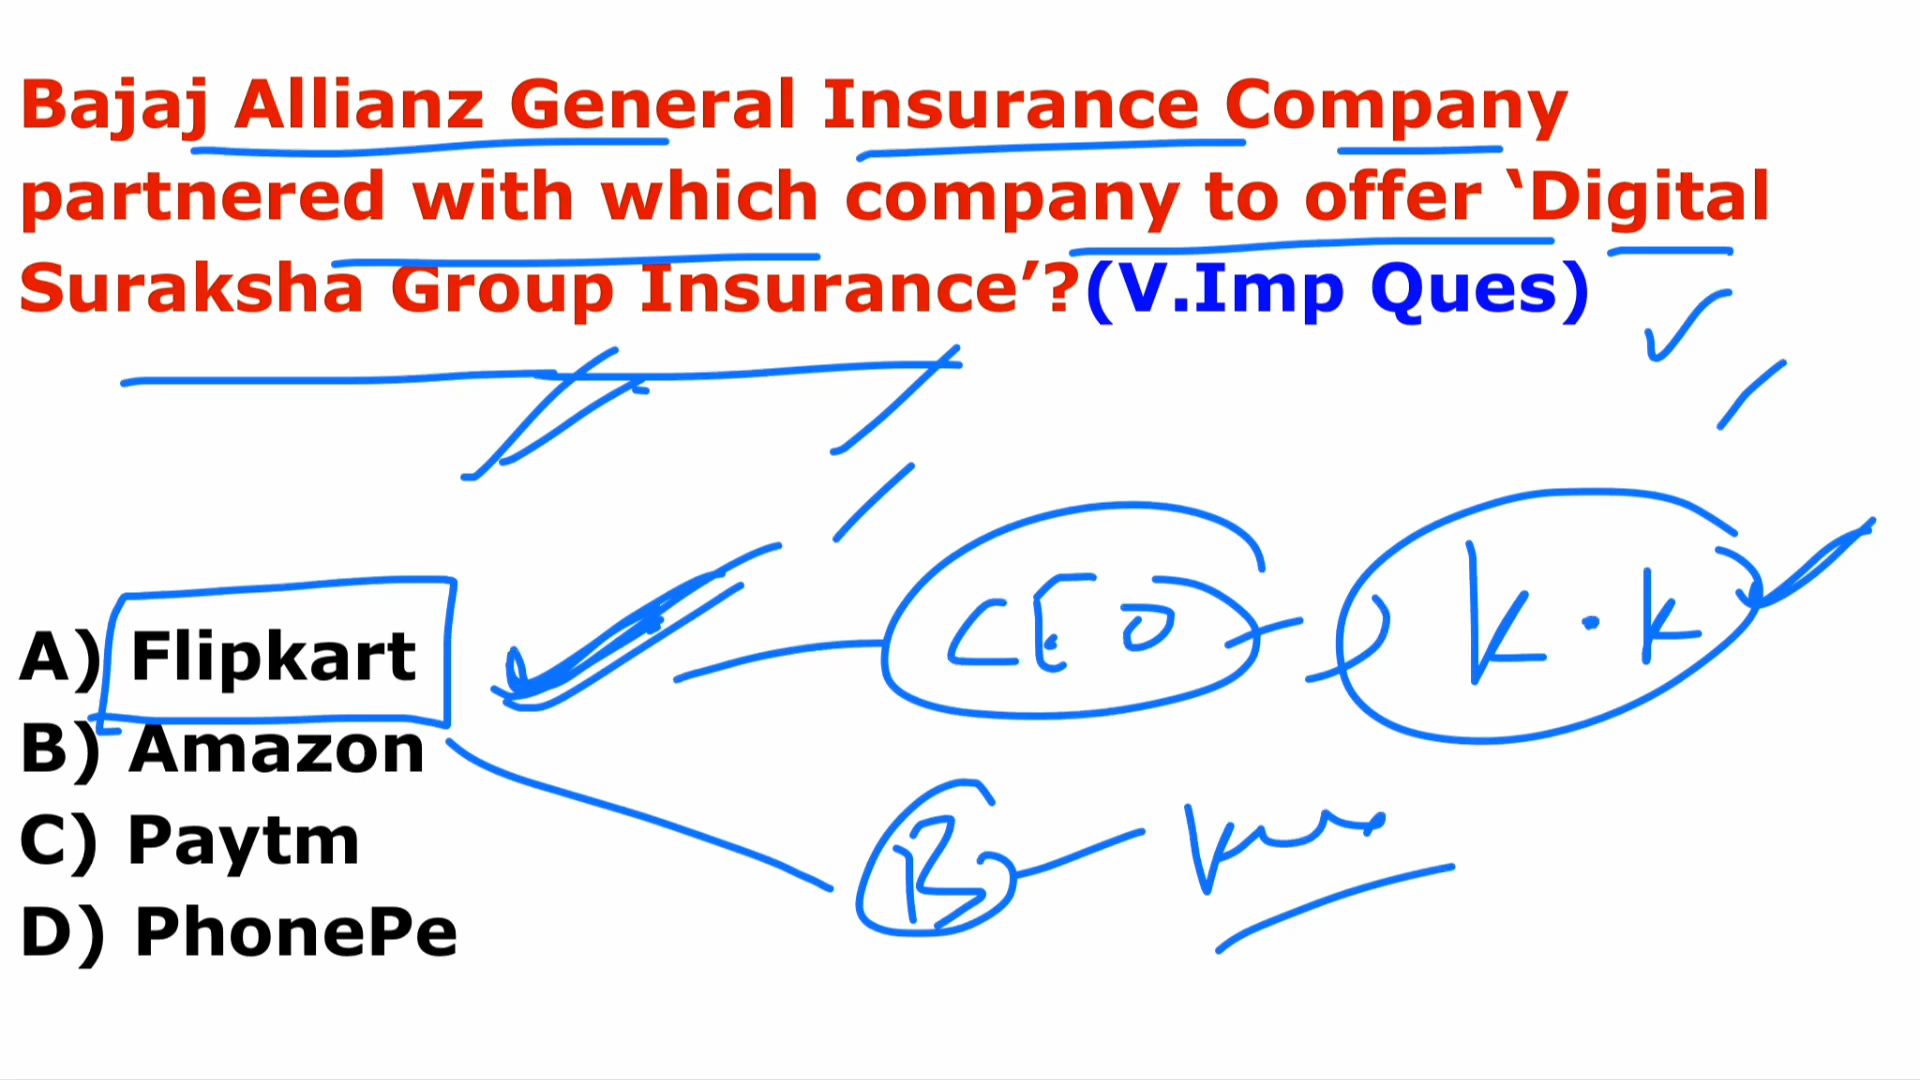 Bajaj Allianz General Insurance Company
partnered with which company to offer ‘Digital
Suraksha Group Insurance’?(V.Imp Ques)
A) Flipkart
CEO - K.K
B) Amazon
C) Paytm
B -
D) PhonePe